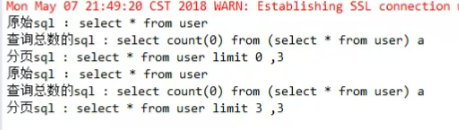 Mon May 07 21:49:20 CST 2018 WARN: Establishing SSL connection
原始sql : select * from user
查询总数的sql : select count(0) from (select * from user) a
分页sql : select * from user limit 0 ,3
原始sql : select * from user
查询总数的sql : select count(0) from (select * from user) a
分页sql : select * from user limit 3 ,3